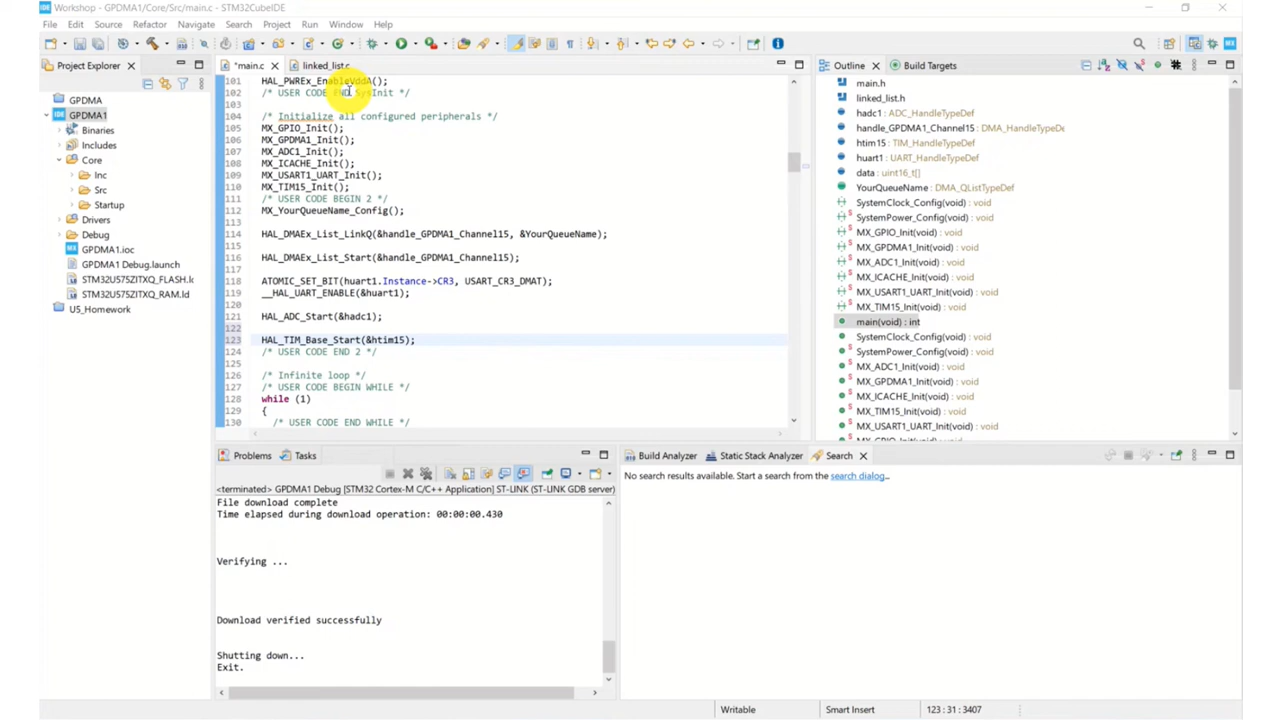 Workshop - GPDMA1/Core/Src/main.c - STM32CubeIDE
File Edit Source Refactor Navigate Search Project Run Window Help
Project Explorer
GPDMA
GPDMA1
Binaries
Includes
Core
Inc
Src
Startup
Drivers
Debug
GPDMA1.ioc
GPDMA1 Debug.launch
STM32U575ZITXQ_FLASH.lc
STM32U575ZITXQ_RAM.ld
U5_Homework
*main.c linked_list.c
101 HAL_PWREx_EnableVddA();
102 /* USER CODE END SysInit */
103
104 /* Initialize all configured peripherals */
105 MX_GPIO_Init();
106 MX_GPDMA1_Init();
107 MX_ADC1_Init();
108 MX_ICACHE_Init();
109 MX_USART1_UART_Init();
110 MX_TIM15_Init();
111 /* USER CODE BEGIN 2 */
112 MX_YourQueueName_Config();
113
114 HAL_DMAEx_List_LinkQ(&handle_GPDMA1_Channel15, &YourQueueName);
115
116 HAL_DMAEx_List_Start(&handle_GPDMA1_Channel15);
117
118 ATOMIC_SET_BIT(huart1.Instance->CR3, USART_CR3_DMAT);
119 __HAL_UART_ENABLE(&huart1);
120
121 HAL_ADC_Start(&hadc1);
122
123 HAL_TIM_Base_Start(&htim15);
124 /* USER CODE END 2 */
125
126 /* Infinite loop */
127 /* USER CODE BEGIN WHILE */
128 while (1)
129 {
130 /* USER CODE END WHILE */
Outline Build Targets
main.h
linked_list.h
hadc1 : ADC_HandleTypeDef
handle_GPDMA1_Channel15 : DMA_HandleTypeDe
htim15 : TIM_HandleTypeDef
huart1 : UART_HandleTypeDef
data : uint16_t[]
YourQueueName : DMA_QListTypeDef
SystemClock_Config(void) : void
SystemPower_Config(void) : void
MX_GPIO_Init(void) : void
MX_GPDMA1_Init(void) : void
MX_ADC1_Init(void) : void
MX_ICACHE_Init(void) : void
MX_USART1_UART_Init(void) : void
MX_TIM15_Init(void) : void
main(void) : int
SystemClock_Config(void) : void
SystemPower_Config(void) : void
MX_ADC1_Init(void) : void
MX_GPDMA1_Init(void) : void
MX_ICACHE_Init(void) : void
MX_TIM15_Init(void) : void
MX_USART1_UART_Init(void) : void
MX_GPIO_Init(void) : void
Problems Tasks
<terminated> GPDMA1 Debug [STM32 Cortex-M C/C++ Application] ST-LINK (ST-LINK GDB server)
File download complete
Time elapsed during download operation: 00:00:00.430
Verifying ...
Download verified successfully
Shutting down...
Exit.
Build Analyzer Static Stack Analyzer Search
No search results available. Start a search from the search dialog...
Writable Smart Insert 123 : 31 : 3407